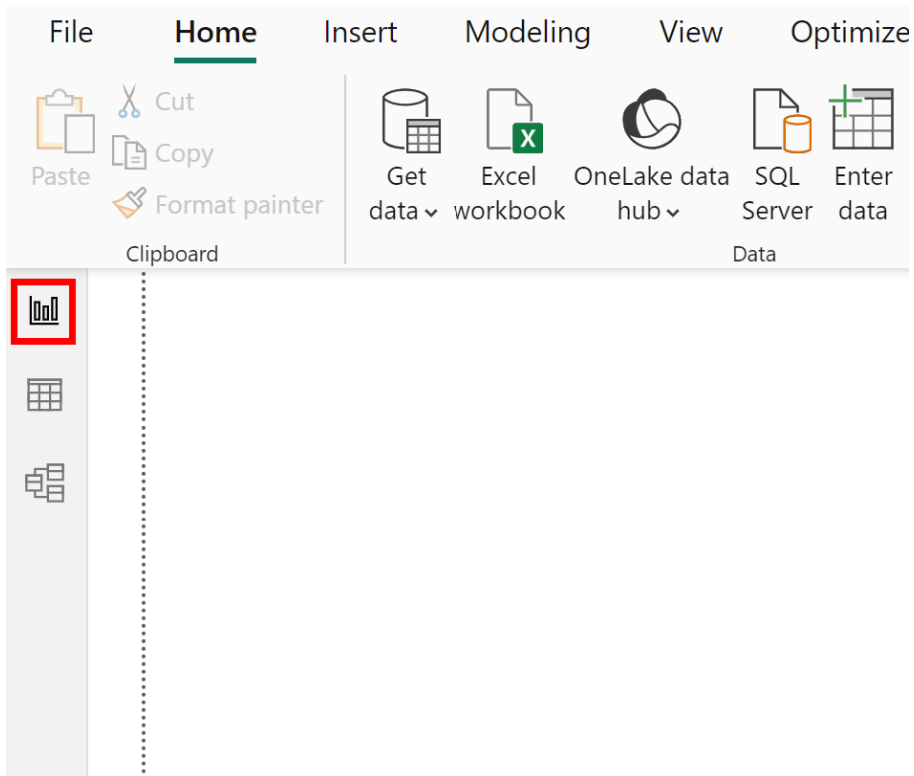 File Home Insert Modeling View Optimize
Cut
Copy
Paste
Format painter
Clipboard
Get data
Excel workbook
OneLake data hub
SQL Server
Enter data
Data